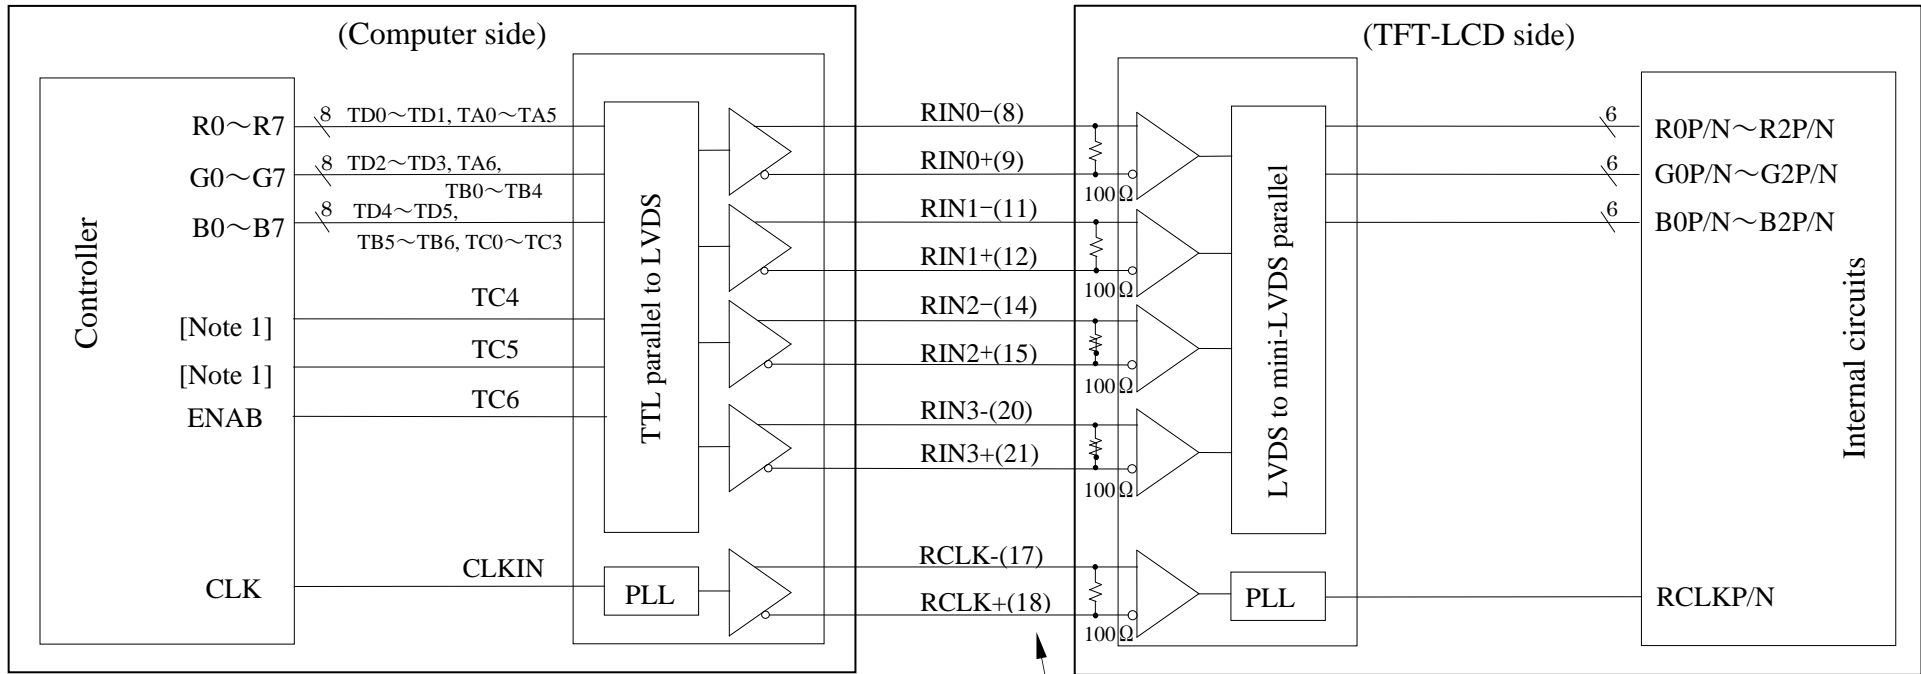 (Computer side)
(TFT-LCD side)
Controller
R0～R7
8
TD0～TD1, TA0～TA5
G0～G7
8
TD2～TD3, TA6,
TB0～TB4
B0～B7
8
TD4～TD5,
TB5～TB6, TC0～TC3
[Note 1]
TC4
[Note 1]
TC5
ENAB
TC6
CLK
CLKIN
TTL parallel to LVDS
PLL
RIN0-(8)
RIN0+(9)
RIN1-(11)
RIN1+(12)
RIN2-(14)
RIN2+(15)
RIN3-(20)
RIN3+(21)
RCLK-(17)
RCLK+(18)
100Ω
100Ω
100Ω
100Ω
100Ω
LVDS to mini-LVDS parallel
PLL
6
R0P/N～R2P/N
6
G0P/N～G2P/N
6
B0P/N～B2P/N
RCLKP/N
Internal circuits